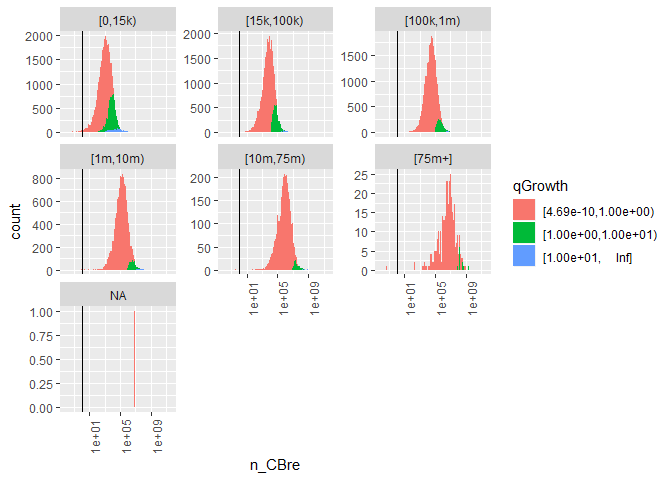 [0,15k)
[15k,100k)
[100k,1m)
2000
1500
1000
500
0
2000
1500
1000
500
0
1500
1000
500
0
[1m,10m)
[10m,75m)
[75m+]
800
600
400
200
0
200
150
100
50
0
25
20
15
10
5
0
1e+01
1e+05
1e+09
1e+01
1e+05
1e+09
NA
1.00
0.75
0.50
0.25
0.00
1e+01
1e+05
1e+09
count
n_CBre
qGrowth
[4.69e-10,1.00e+00)
[1.00e+00,1.00e+01)
[1.00e+01,    Inf]